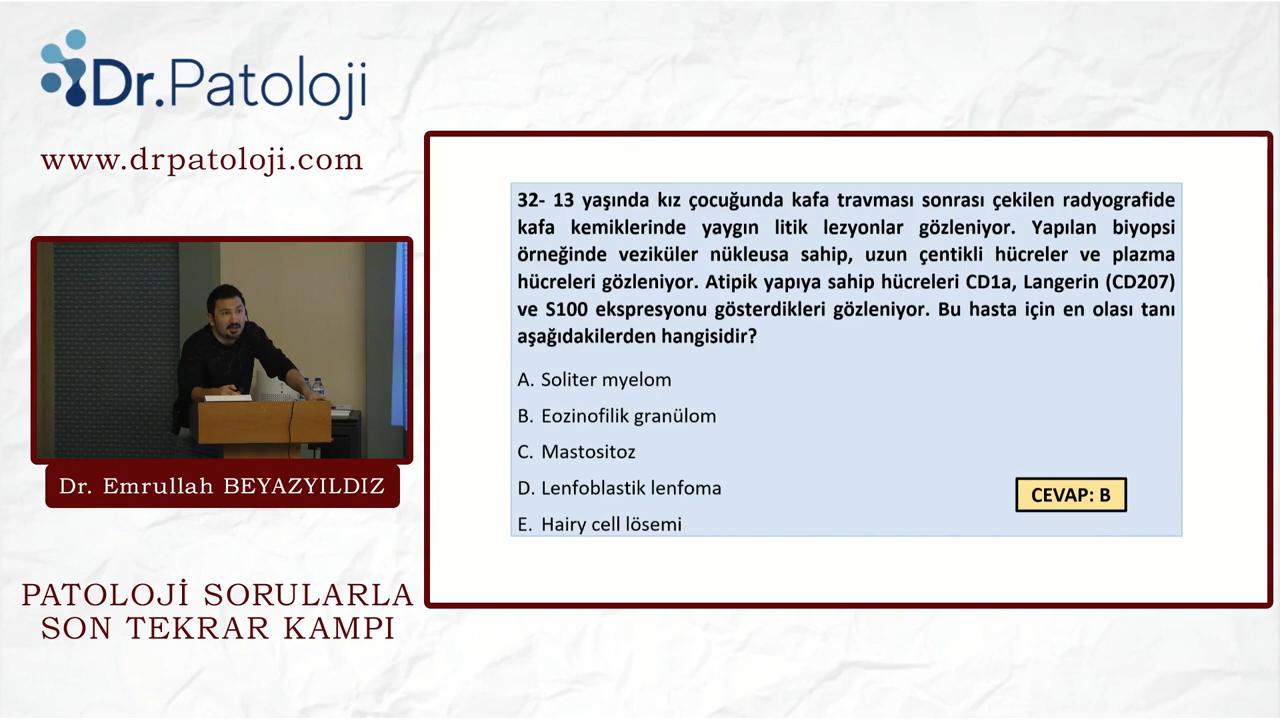 Dr.Patoloji
www.drpatoloji.com
32- 13 yaşında kız çocuğunda kafa travması sonrası çekilen radyografide
kafa kemiklerinde yaygın litik lezyonlar gözleniyor. Yapılan biyopsi
örneğinde veziküler nükleusa sahip, uzun çentikli hücreler ve plazma
hücreleri gözleniyor. Atipik yapıya sahip hücreleri CD1a, Langerin (CD207)
ve S100 ekspresyonu gösterdikleri gözleniyor. Bu hasta için en olası tanı
aşağıdakilerden hangisidir?
A. Soliter myelom
B. Eozinofilik granülom
C. Mastositoz
D. Lenfoblastik lenfoma
E. Hairy cell lösemi
CEVAP: B
Dr. Emrullah BEYAZYILDIZ
PATOLOJİ SORULARLA
SON TEKRAR KAMPI